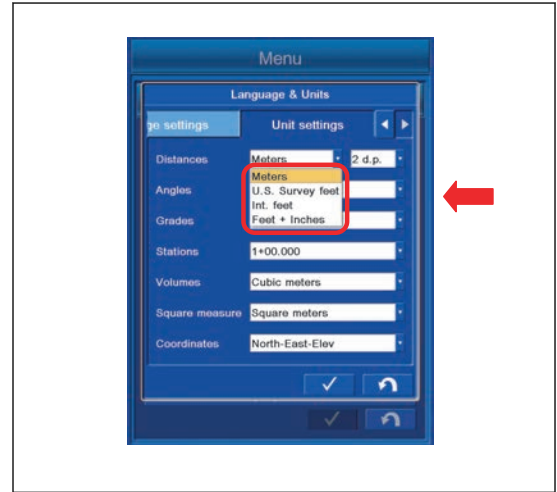 Menu
Language & Units
ge settings
Unit settings
Distances
Meters
2 d.p.
Meters
U.S. Survey feet
Int. feet
Feet + Inches
Angles
Grades
Stations
1+00.000
Volumes
Cubic meters
Square measure
Square meters
Coordinates
North-East-Elev